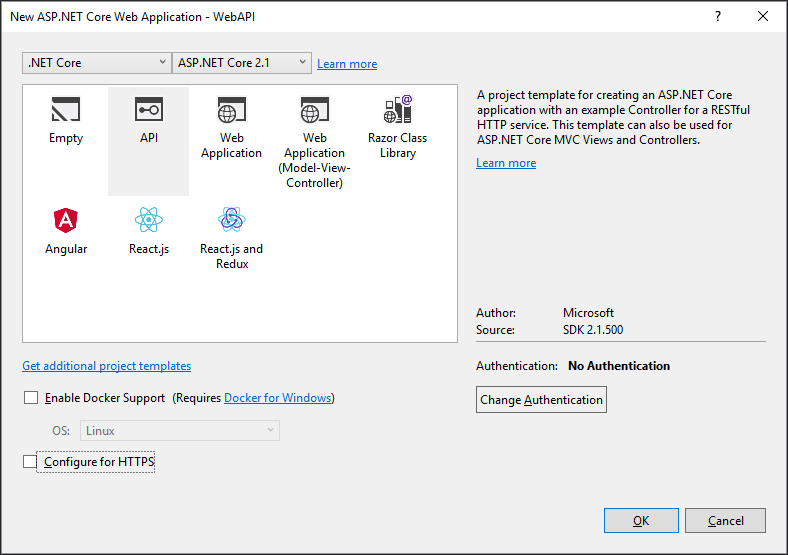 New ASP.NET Core Web Application - WebAPI
?
.NET Core
ASP.NET Core 2.1
Learn more
Empty
API
Web
Application
Web
Application
(Model-View-
Controller)
Razor Class
Library
Angular
React.js
React.js and
Redux
A project template for creating an ASP.NET Core
application with an example Controller for a RESTful
HTTP service. This template can also be used for
ASP.NET Core MVC Views and Controllers.
Learn more
Author: Microsoft
Source: SDK 2.1.500
Get additional project templates
Authentication: No Authentication
Enable Docker Support (Requires Docker for Windows)
Change Authentication
OS: Linux
Configure for HTTPS
OK
Cancel